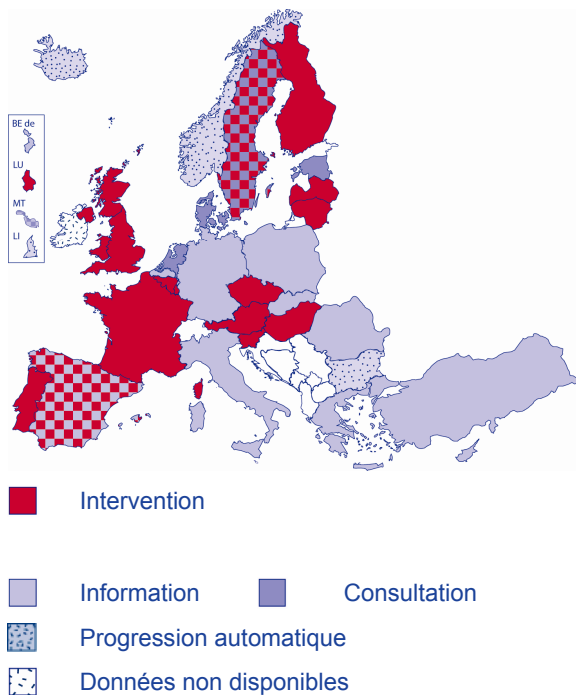 BE de
LU
MT
LI
Intervention
Information Consultation
Progression automatique
Données non disponibles